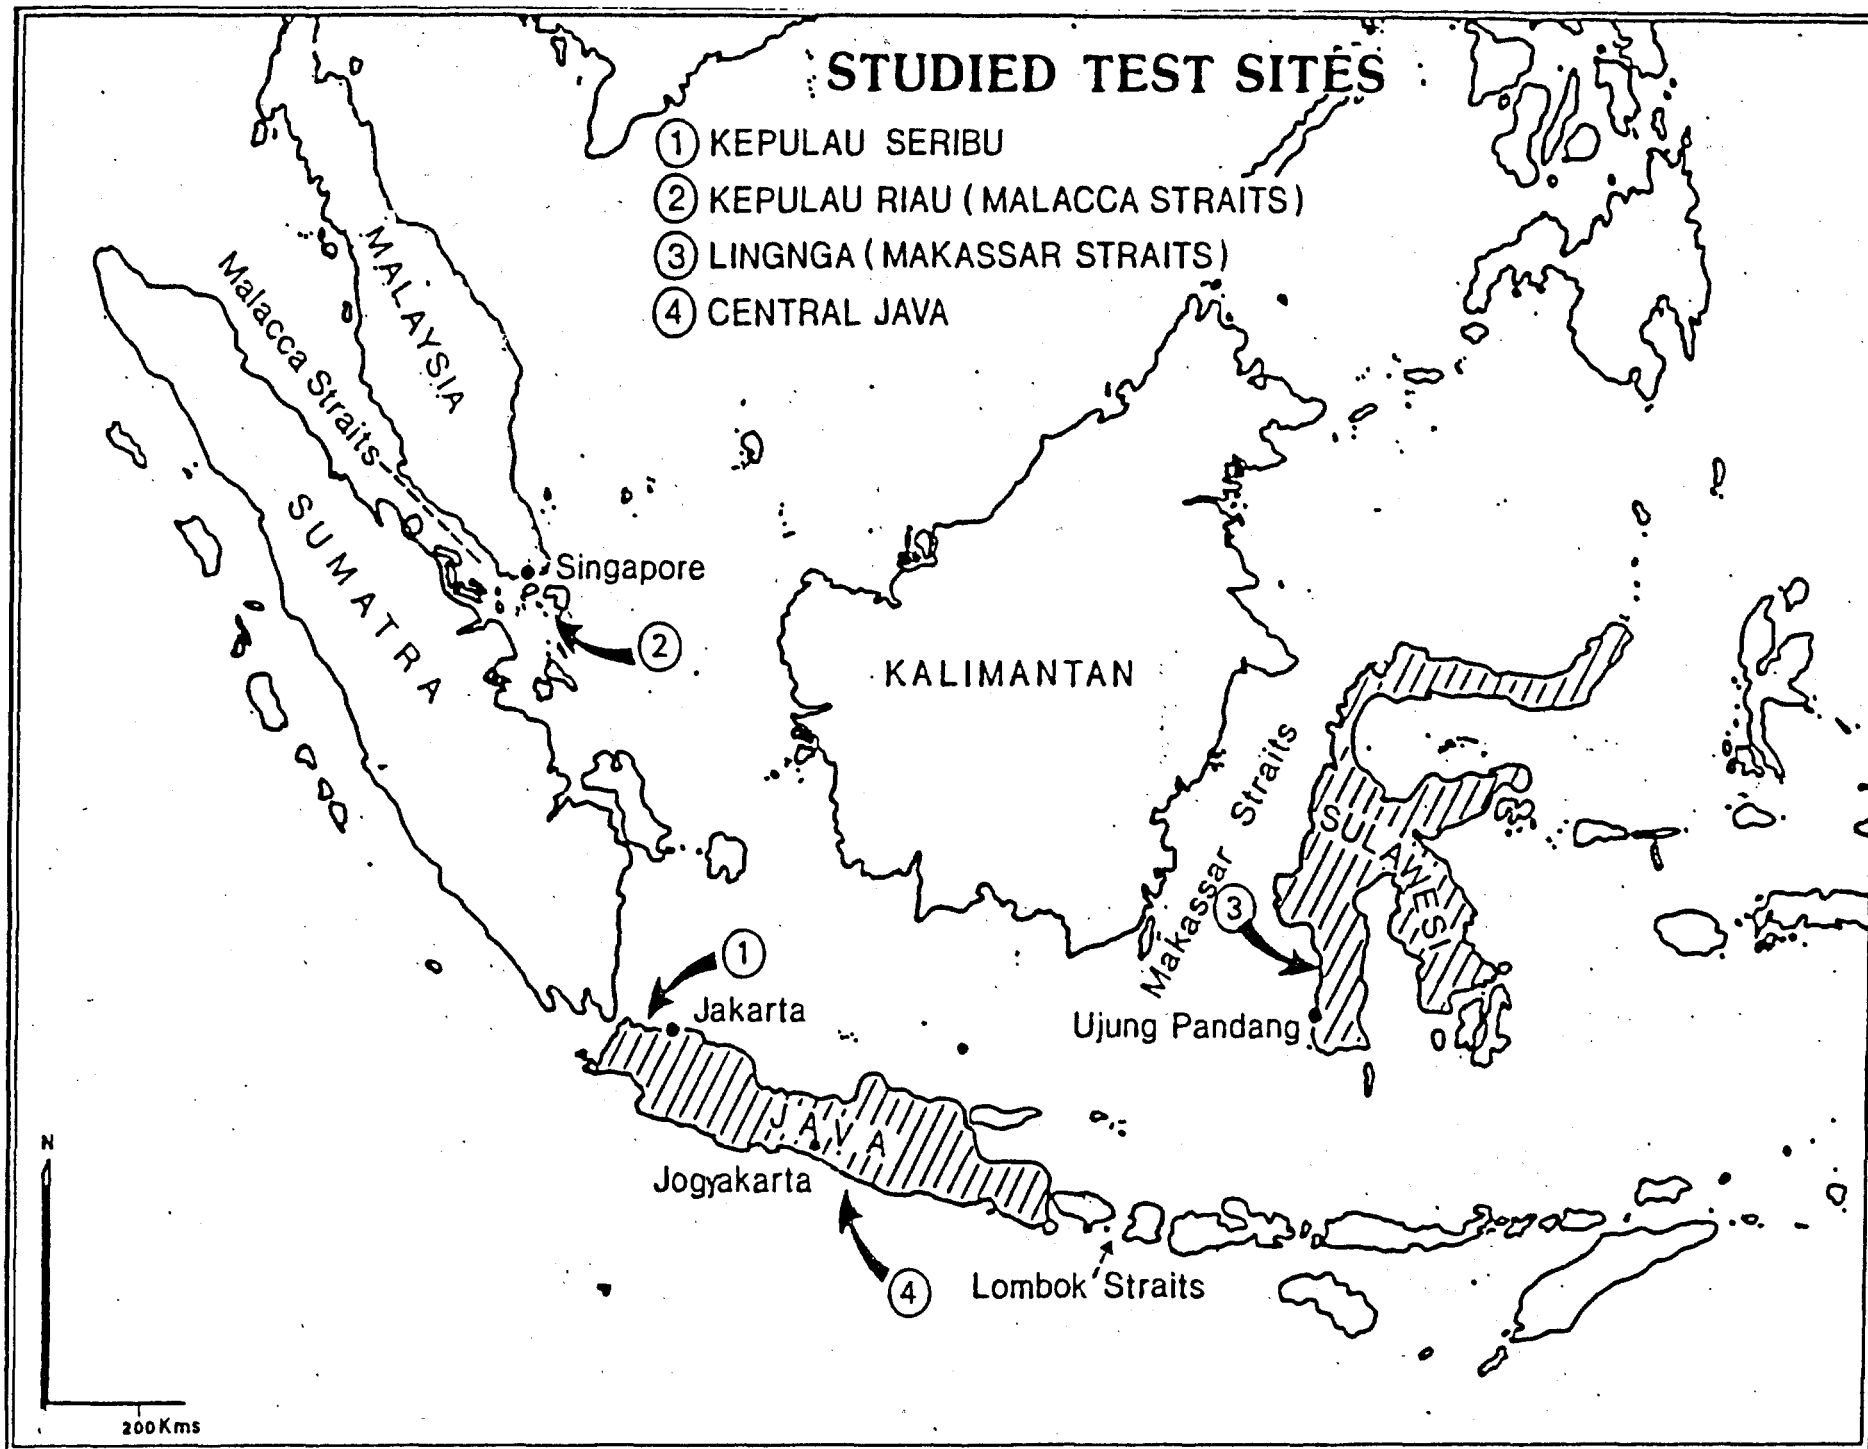 STUDIED TEST SITES
① KEPULAU SERIBU
② KEPULAU RIAU (MALACCA STRAITS)
③ LINGNGA (MAKASSAR STRAITS)
④ CENTRAL JAVA
MALAYSIA
Malacca Straits
SUMATRA
Singapore
②
KALIMANTAN
Makassar Straits
SULAWESI
③
①
Jakarta
Ujung Pandang
JAVA
Jogyakarta
④
Lombok Straits
N
200Kms